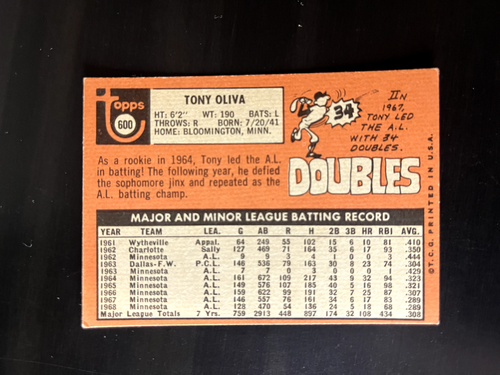 topps
600
TONY OLIVA
HT: 6'2" WT: 190 BATS: L
THROWS: R BORN: 7/20/41
HOME: BLOOMINGTON, MINN.
As a rookie in 1964, Tony led the A.L.
in batting! The following year, he defied
the sophomore jinx and repeated as the
A.L. batting champ.
34
IN
1967,
TONY LED
THE A.L.
WITH 34
DOUBLES.
DOUBLES
MAJOR AND MINOR LEAGUE BATTING RECORD
YEAR TEAM LEA. G AB R H 2B 3B HR RBI AVG.
1961 Wytheville Appal. 64 249 55 102 15 6 10 81 .410
1962 Charlotte Sally 127 469 71 164 35 6 17 93 .350
1962 Minnesota A.L. 9 9 3 4 1 0 0 3 .444
1963 Dallas-F.W. P.C.L. 146 536 79 163 30 8 23 74 .304
1963 Minnesota A.L. 7 7 0 3 0 0 0 1 .429
1964 Minnesota A.L. 161 672 109 217 43 9 32 94 .323
1965 Minnesota A.L. 149 576 107 185 40 5 16 98 .321
1966 Minnesota A.L. 159 622 99 191 32 7 25 87 .307
1967 Minnesota A.L. 146 557 76 161 34 6 17 83 .289
1968 Minnesota A.L. 128 470 54 136 24 5 18 68 .289
Major League Totals 7 Yrs. 759 2913 448 897 174 32 108 434 .308
© T.C.G. PRINTED IN U.S.A.